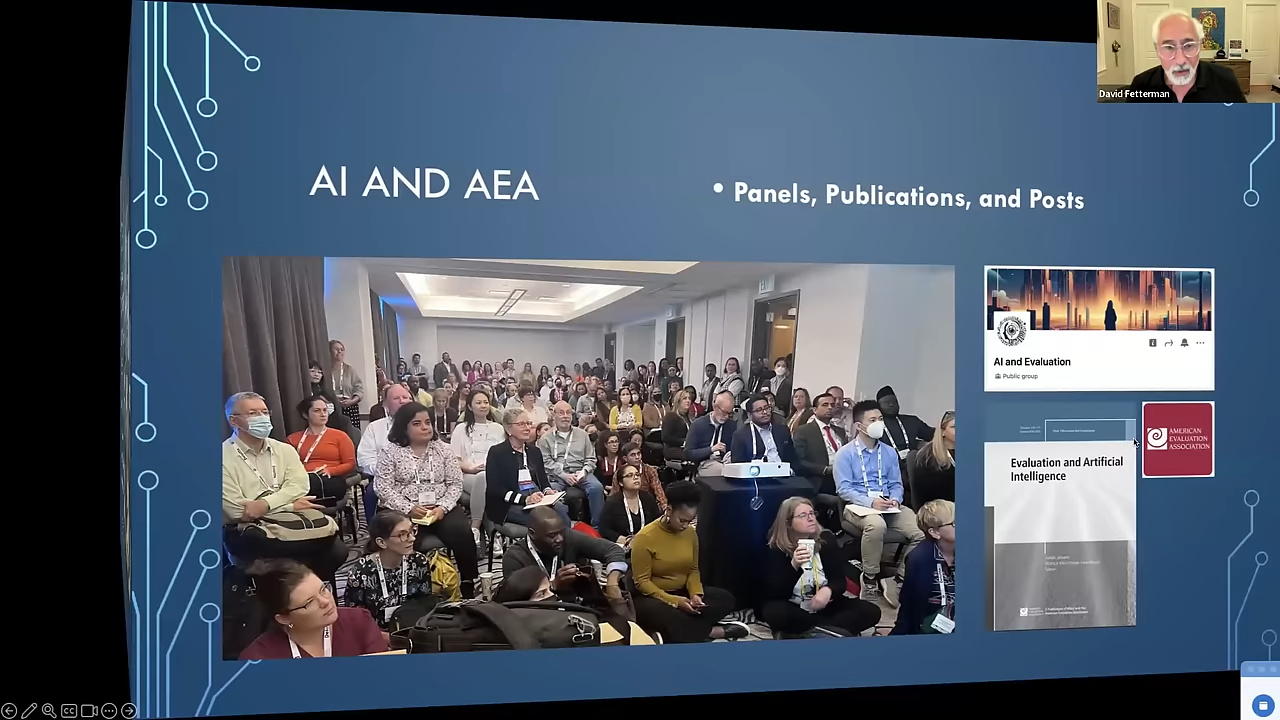 David Fetterman
AI AND AEA
• Panels, Publications, and Posts
AI and Evaluation
Public group
AMERICAN
EVALUATION
ASSOCIATION
Evaluation and Artificial
Intelligence